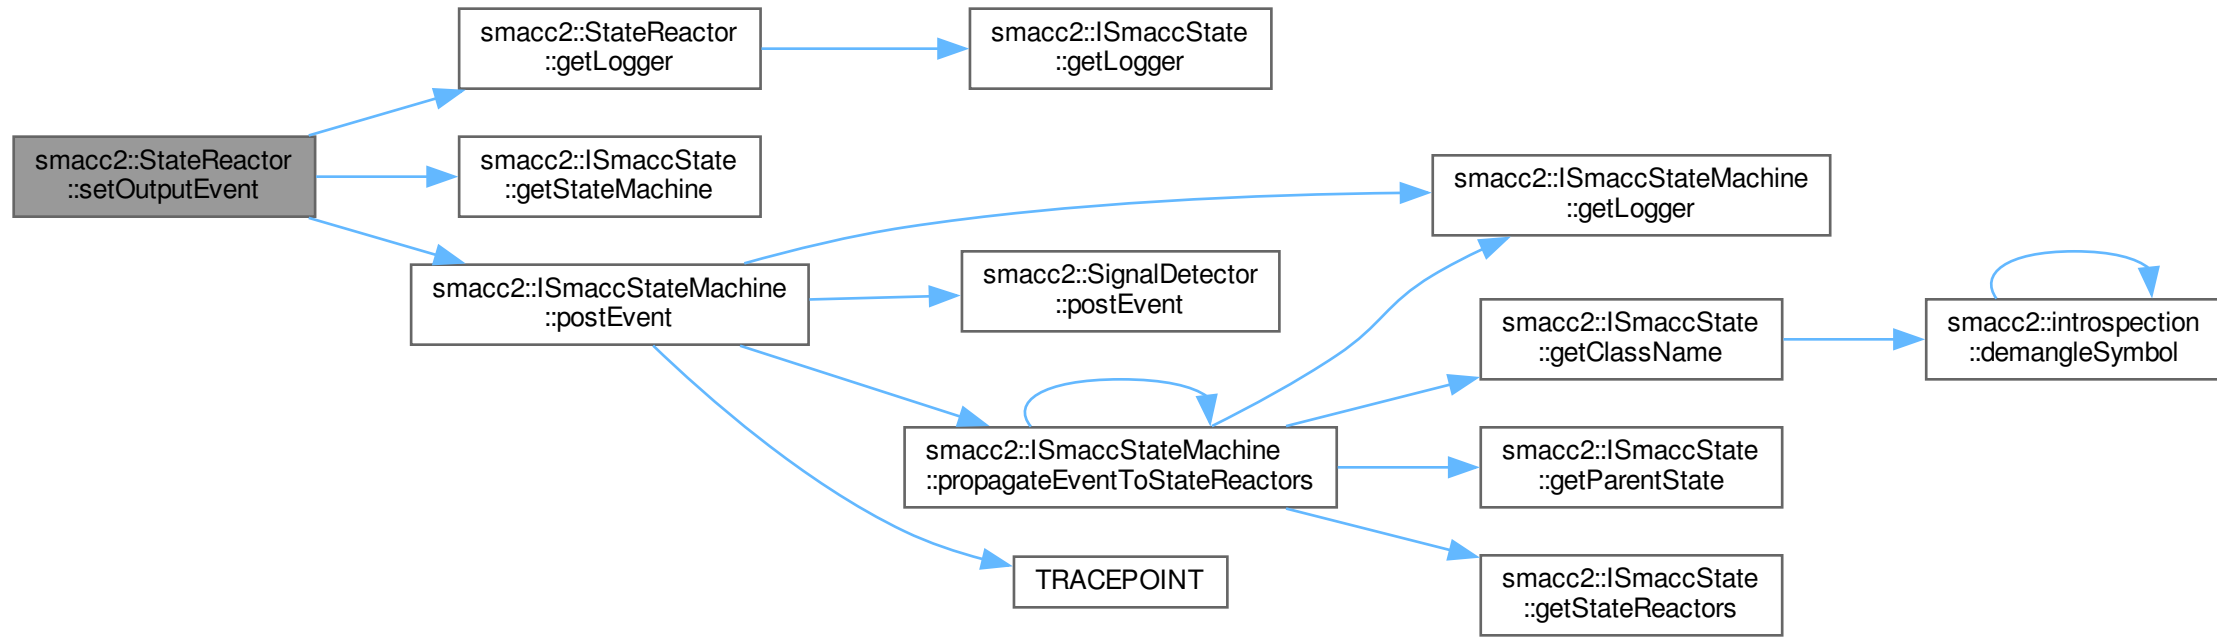 smacc2::StateReactor
::setOutputEvent
smacc2::StateReactor
::getLogger
smacc2::ISmaccState
::getLogger
smacc2::ISmaccState
::getStateMachine
smacc2::ISmaccStateMachine
::postEvent
smacc2::ISmaccStateMachine
::getLogger
smacc2::SignalDetector
::postEvent
smacc2::ISmaccStateMachine
::propagateEventToStateReactors
smacc2::ISmaccState
::getClassName
smacc2::introspection
::demangleSymbol
smacc2::ISmaccState
::getParentState
smacc2::ISmaccState
::getStateReactors
TRACEPOINT